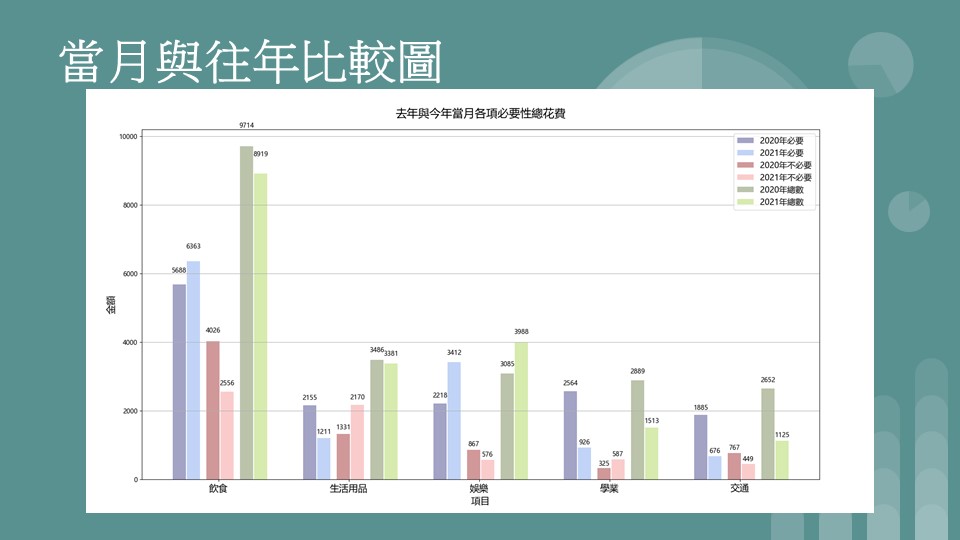 當月與往年比較圖
去年與今年當月各項必要性總花費
2020年必要
2021年必要
2020年不必要
2021年不必要
2020年總數
2021年總數
金額
10000
8000
6000
4000
2000
0
5688 6363 4026 2556 9714 8919
2155 1211 1331 2170 3486 3381
2218 3412 867 576 3085 3988
2564 926 325 587 2889 1513
1885 676 767 449 2652 1125
飲食 生活用品 娛樂 學業 交通
項目